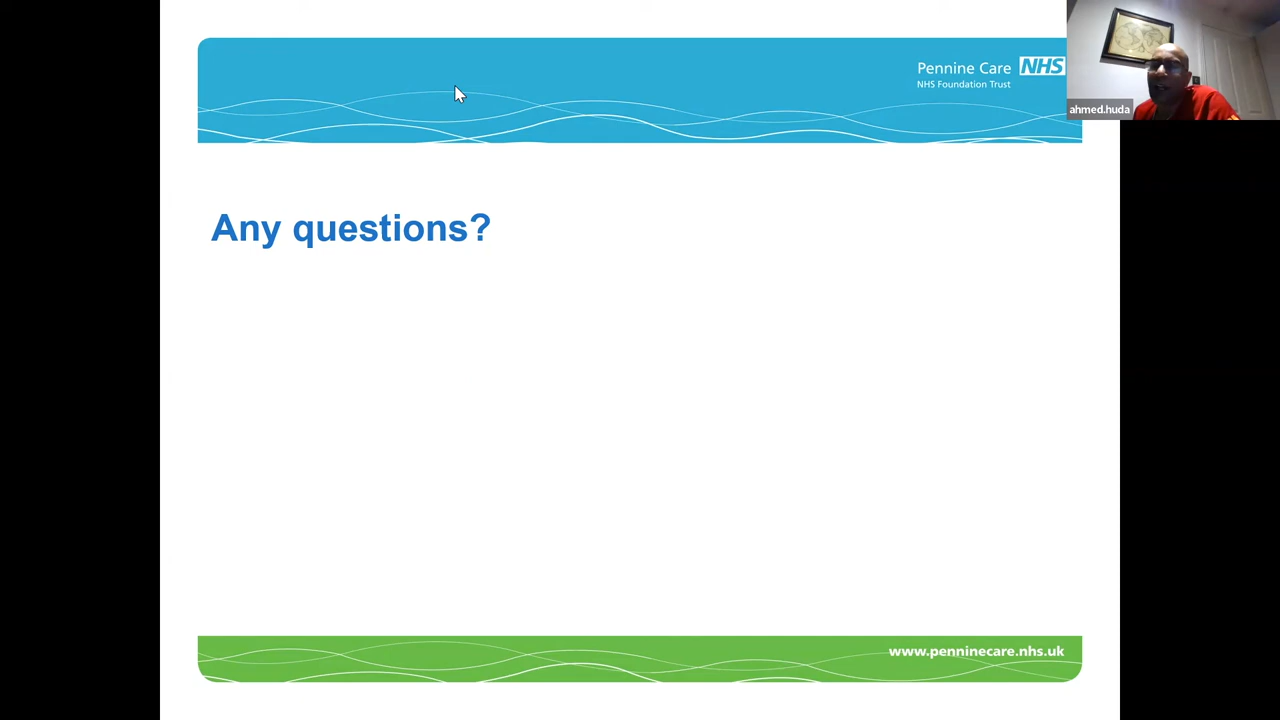 Pennine Care NHS
NHS Foundation Trust
ahmed.huda
Any questions?
www.penninecare.nhs.uk